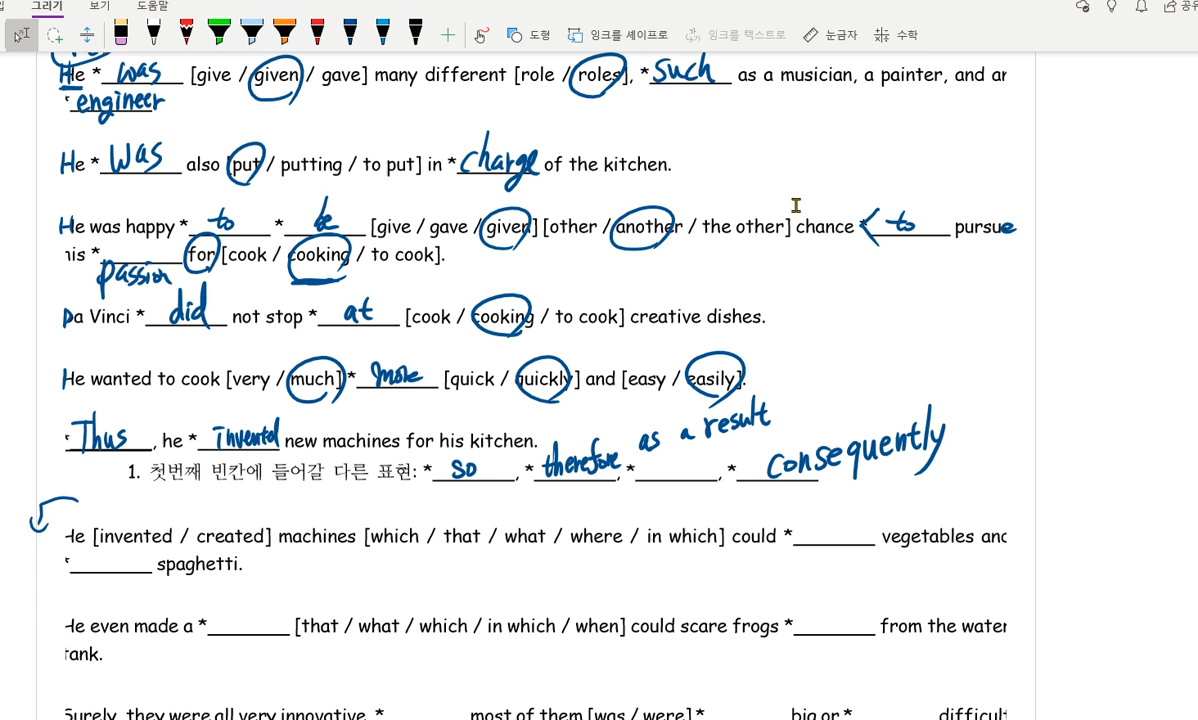 그리기 보기 도움말
도형 잉크를 셰이프로 잉크를 텍스트로 눈금자 수학
He *was [give / given / gave] many different [role / roles], *such as a musician, a painter, and an
*engineer
He *was also [put / putting / to put] in *charge of the kitchen.
He was happy *to *be [give / gave / given] [other / another / the other] chance *to pursue
his *passion for [cook / cooking / to cook].
Da Vinci *did not stop *at [cook / cooking / to cook] creative dishes.
He wanted to cook [very / much] *more [quick / quickly] and [easy / easily].
*Thus, he *invented new machines for his kitchen.
as a result
1. 첫번째 빈칸에 들어갈 다른 표현: *so, *therefore, *________, *consequently
He [invented / created] machines [which / that / what / where / in which] could *________ vegetables and
*________ spaghetti.
He even made a *________ [that / what / which / in which / when] could scare frogs *________ from the water
tank.
Surely, they were all very innovative, *________ most of them [was / were] *________ big or *________ difficult